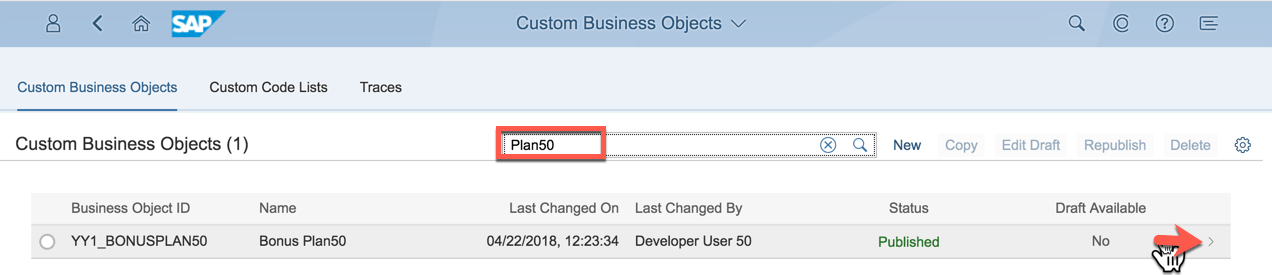 SAP Custom Business Objects
Custom Business Objects Custom Code Lists Traces
Custom Business Objects (1) Plan50 New Copy Edit Draft Republish Delete
Business Object ID Name Last Changed On Last Changed By Status Draft Available
YY1_BONUSPLAN50 Bonus Plan50 04/22/2018, 12:23:34 Developer User 50 Published No